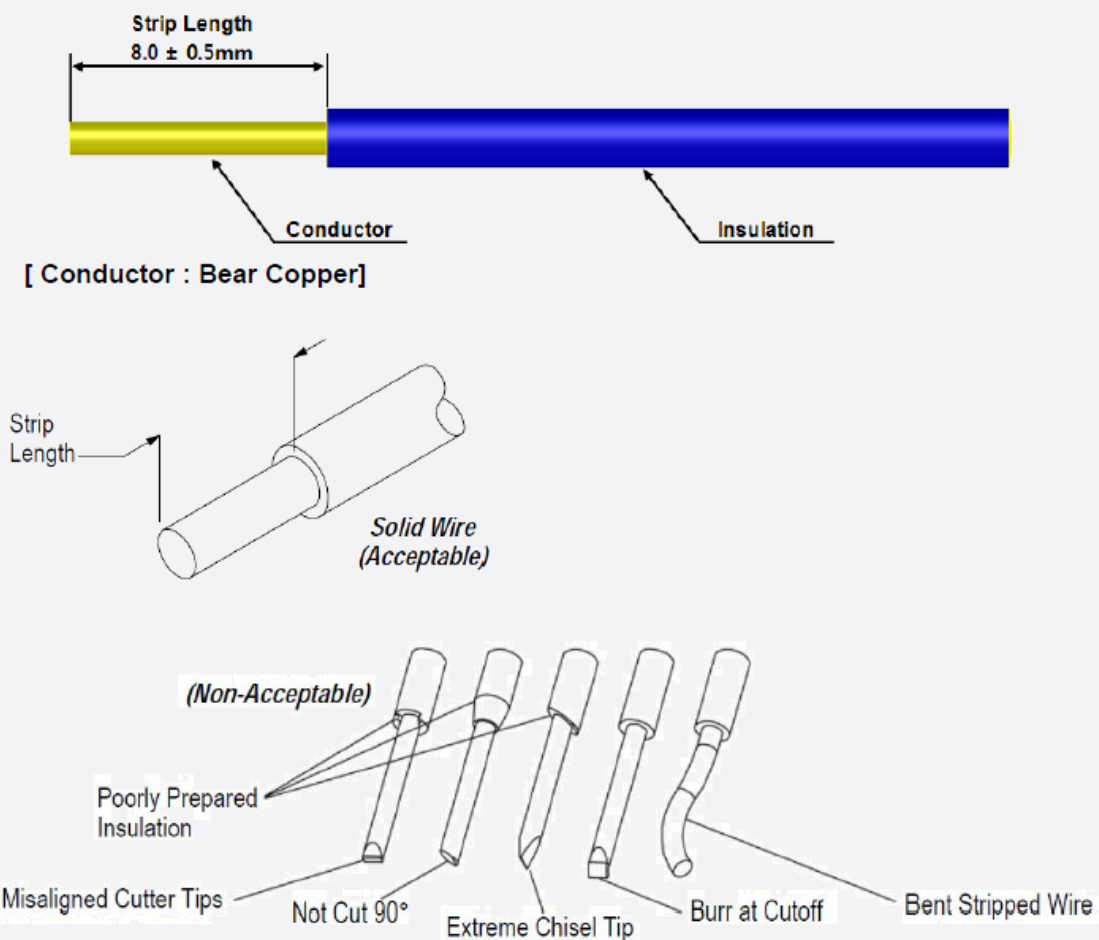 Strip Length
8.0 ± 0.5mm
Conductor
Insulation
[ Conductor : Bear Copper]
Strip
Length
Solid Wire
(Acceptable)
(Non-Acceptable)
Poorly Prepared
Insulation
Misaligned Cutter Tips
Not Cut 90°
Extreme Chisel Tip
Burr at Cutoff
Bent Stripped Wire